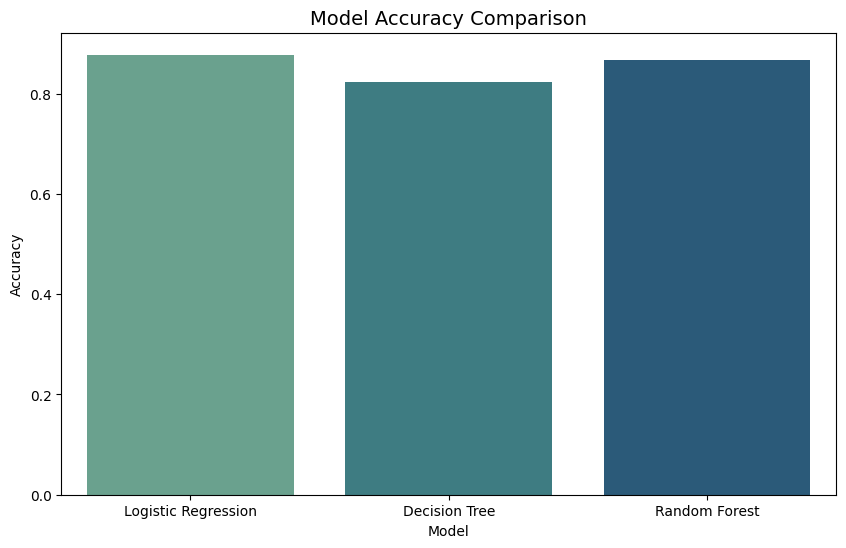 Model Accuracy Comparison
Accuracy
0.8
0.6
0.4
0.2
0.0
Logistic Regression
Decision Tree
Random Forest
Model